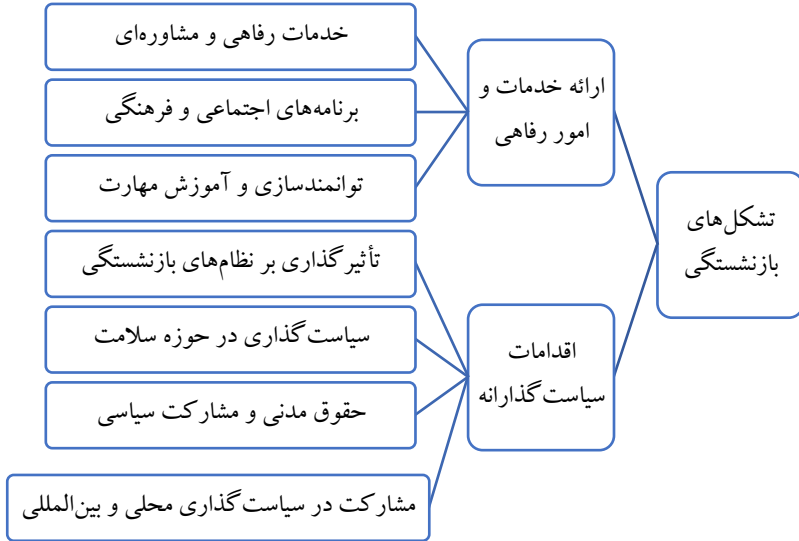 تشکل‌های
بازنشستگی
ارائه خدمات و
امور رفاهی
خدمات رفاهی و مشاوره‌ای
برنامه‌های اجتماعی و فرهنگی
توانمندسازی و آموزش مهارت
اقدامات
سیاست‌گذارانه
تأثیرگذاری بر نظام‌های بازنشستگی
سیاست‌گذاری در حوزه سلامت
حقوق مدنی و مشارکت سیاسی
مشارکت در سیاست‌گذاری محلی و بین‌المللی